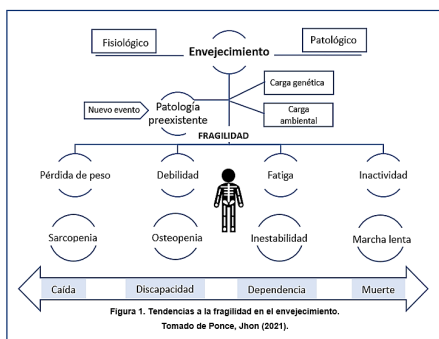 Fisiológico
Envejecimiento
Patológico
Carga genética
Nuevo evento
Patología
preexistente
Carga
ambiental
FRAGILIDAD
Pérdida de peso
Debilidad
Fatiga
Inactividad
Sarcopenia
Osteopenia
Inestabilidad
Marcha lenta
Caída
Discapacidad
Dependencia
Muerte
Figura 1. Tendencias a la fragilidad en el envejecimiento.
Tomado de Ponce, Jhon (2021).